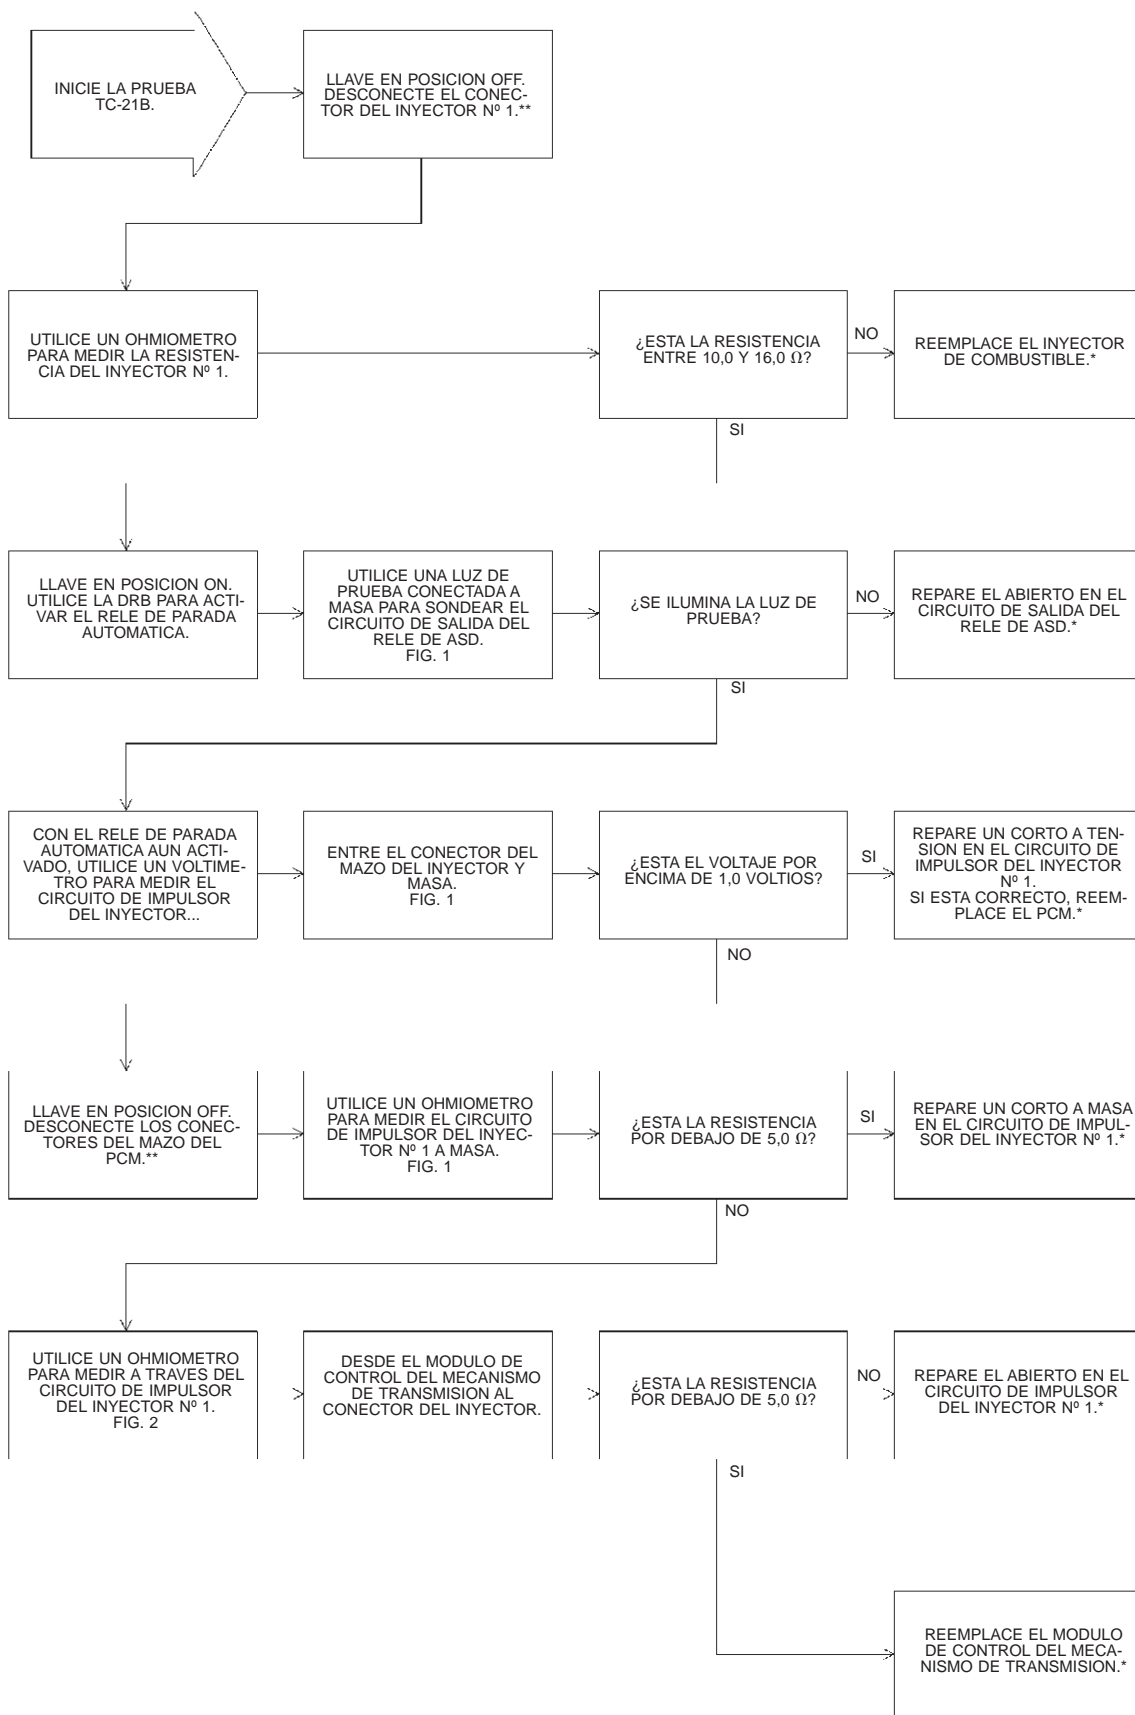 INICIE LA PRUEBA
TC-21B.
LLAVE EN POSICION OFF.
DESCONECTE EL CONEC-
TOR DEL INYECTOR Nº 1.**
UTILICE UN OHMIOMETRO
PARA MEDIR LA RESISTEN-
CIA DEL INYECTOR Nº 1.
¿ESTA LA RESISTENCIA
ENTRE 10,0 Y 16,0 Ω?
NO
REEMPLACE EL INYECTOR
DE COMBUSTIBLE.*
SI
LLAVE EN POSICION ON.
UTILICE LA DRB PARA ACTI-
VAR EL RELE DE PARADA
AUTOMATICA.
UTILICE UNA LUZ DE
PRUEBA CONECTADA A
MASA PARA SONDEAR EL
CIRCUITO DE SALIDA DEL
RELE DE ASD.
FIG. 1
¿SE ILUMINA LA LUZ DE
PRUEBA?
NO
REPARE EL ABIERTO EN EL
CIRCUITO DE SALIDA DEL
RELE DE ASD.*
SI
CON EL RELE DE PARADA
AUTOMATICA AUN ACTI-
VADO, UTILICE UN VOLTIME-
TRO PARA MEDIR EL
CIRCUITO DE IMPULSOR
DEL INYECTOR...
ENTRE EL CONECTOR DEL
MAZO DEL INYECTOR Y
MASA.
FIG. 1
¿ESTA EL VOLTAJE POR
ENCIMA DE 1,0 VOLTIOS?
SI
REPARE UN CORTO A TEN-
SION EN EL CIRCUITO DE
IMPULSOR DEL INYECTOR
Nº 1.
SI ESTA CORRECTO, REEM-
PLACE EL PCM.*
NO
LLAVE EN POSICION OFF.
DESCONECTE LOS CONEC-
TORES DEL MAZO DEL
PCM.**
UTILICE UN OHMIOMETRO
PARA MEDIR EL CIRCUITO
DE IMPULSOR DEL INYEC-
TOR Nº 1 A MASA.
FIG. 1
¿ESTA LA RESISTENCIA
POR DEBAJO DE 5,0 Ω?
SI
REPARE UN CORTO A MASA
EN EL CIRCUITO DE IMPUL-
SOR DEL INYECTOR Nº 1.*
NO
UTILICE UN OHMIOMETRO
PARA MEDIR A TRAVES DEL
CIRCUITO DE IMPULSOR
DEL INYECTOR Nº 1.
FIG. 2
DESDE EL MODULO DE
CONTROL DEL MECANISMO
DE TRANSMISION AL
CONECTOR DEL INYECTOR.
¿ESTA LA RESISTENCIA
POR DEBAJO DE 5,0 Ω?
NO
REPARE EL ABIERTO EN EL
CIRCUITO DE IMPULSOR
DEL INYECTOR Nº 1.*
SI
REEMPLACE EL MODULO
DE CONTROL DEL MECA-
NISMO DE TRANSMISION.*